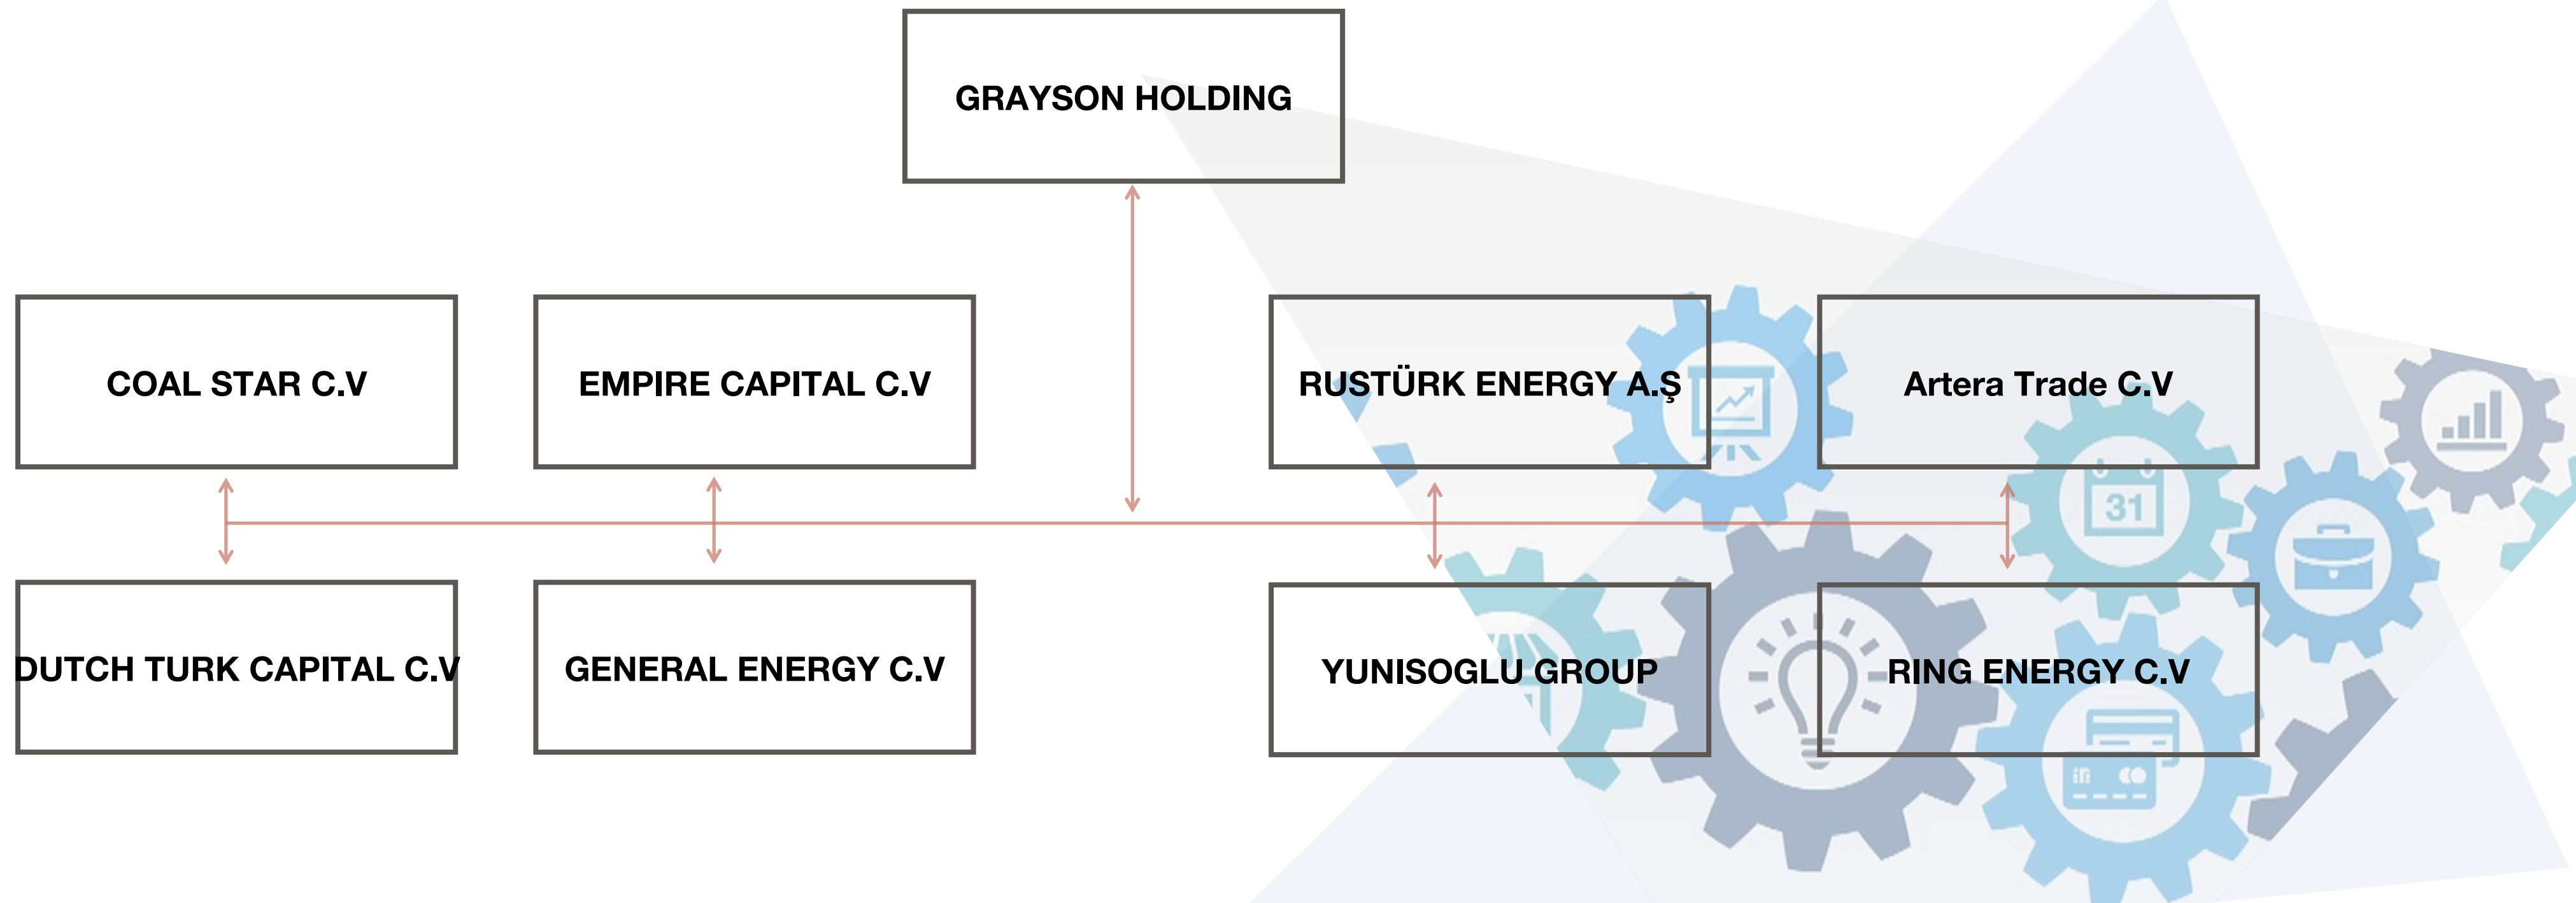 GRAYSON HOLDING
COAL STAR C.V
EMPIRE CAPITAL C.V
RUSTÜRK ENERGY A.Ş
Artera Trade C.V
31
DUTCH TURK CAPITAL C.V
GENERAL ENERGY C.V
YUNISOGLU GROUP
RING ENERGY C.V